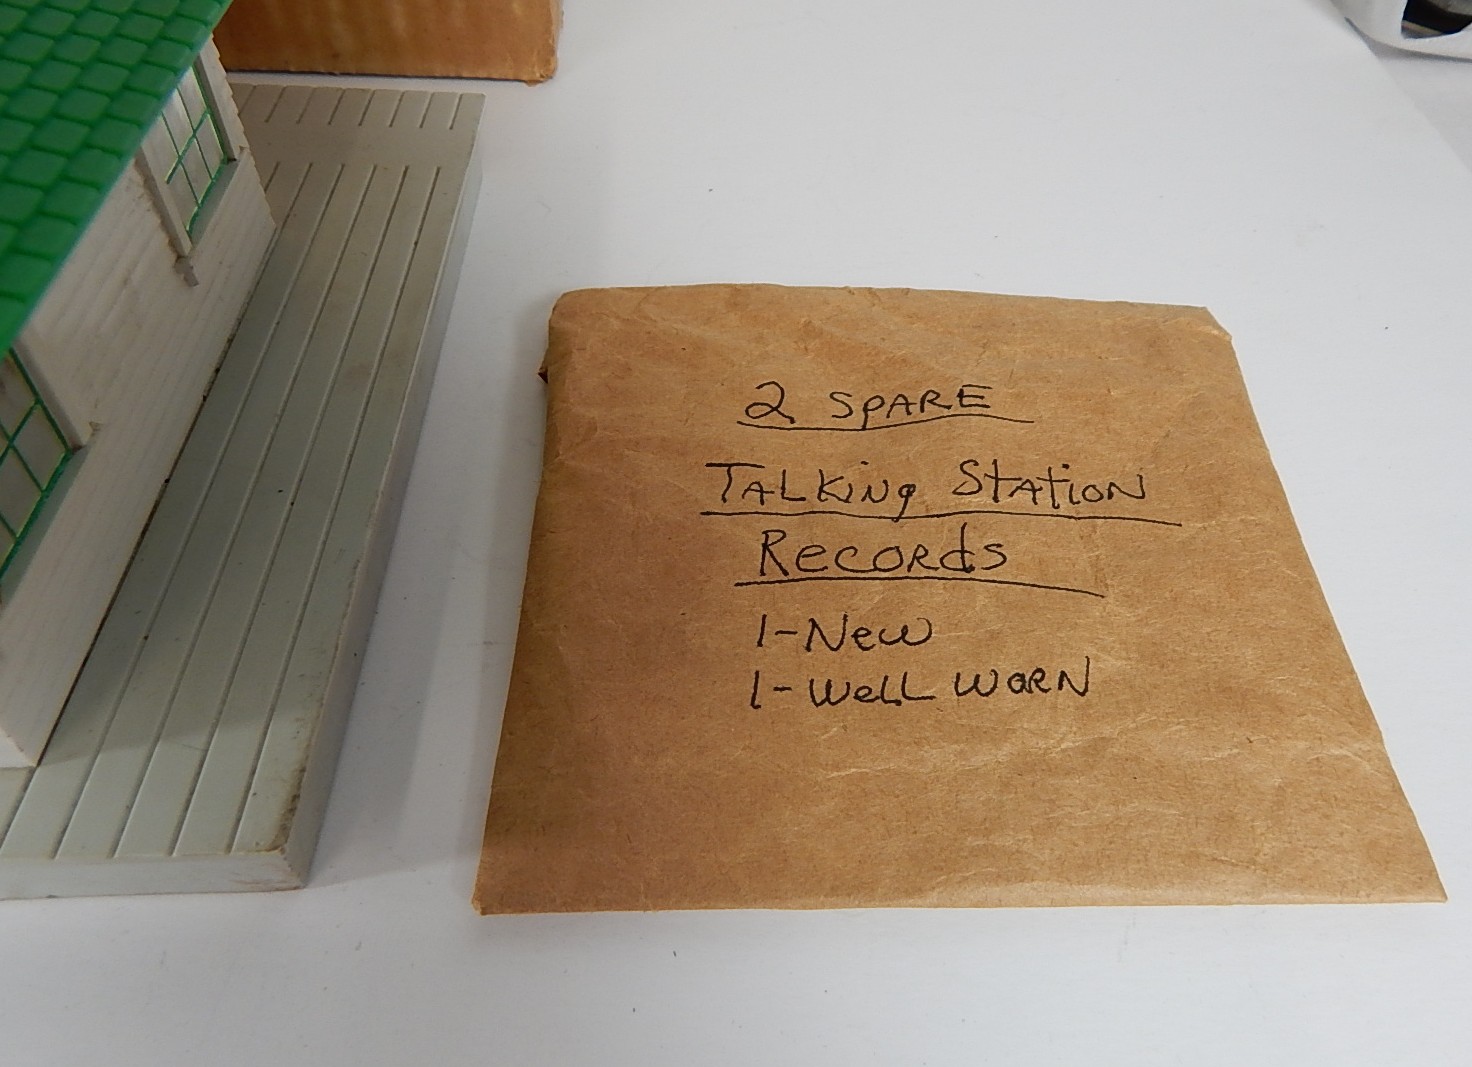 2 SPARE
TALKiNg StAtiON
RecoRds
1-New
1-WeLL WORN